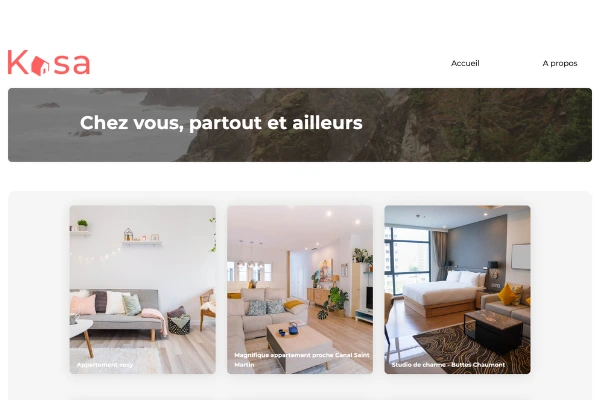 Kasa
Accueil
A propos
Chez vous, partout et ailleurs
Appartement cosy
Magnifique appartement proche Canal Saint
Martin
Studio de charme - Buttes Chaumont